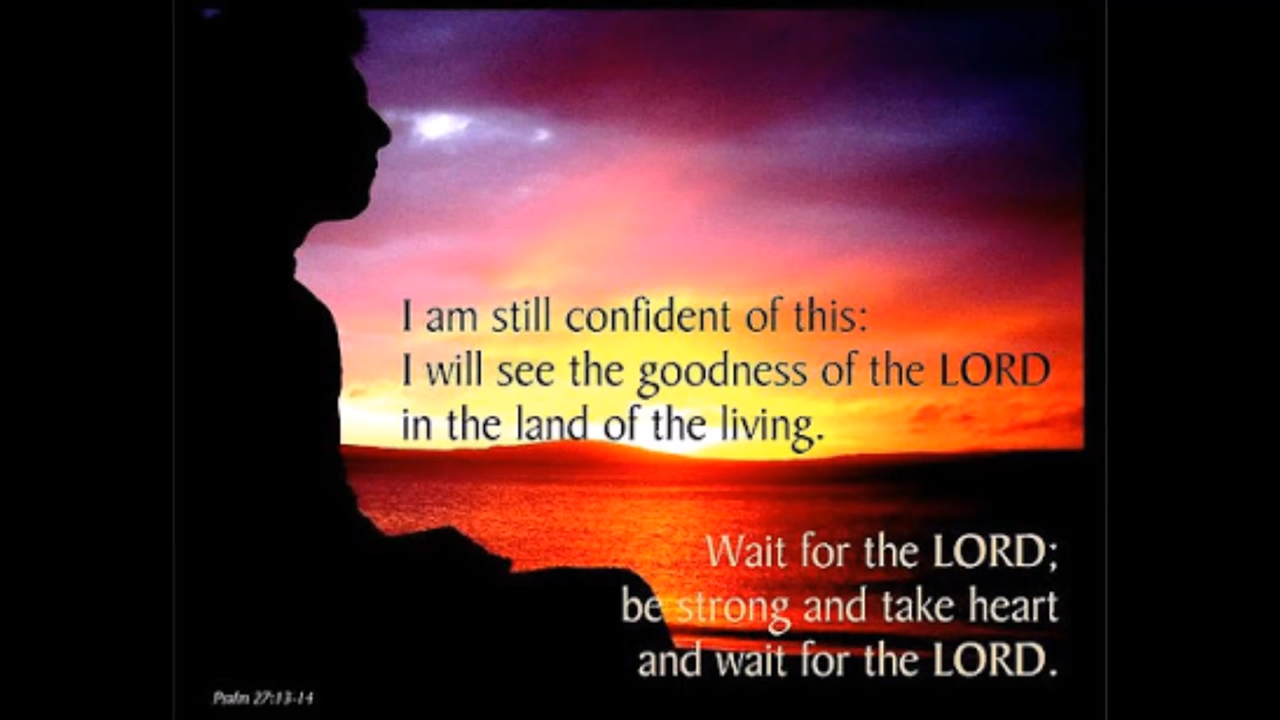 I am still confident of this:
I will see the goodness of the LORD
in the land of the living.
Wait for the LORD;
be strong and take heart
and wait for the LORD.
Psalm 27:13-14